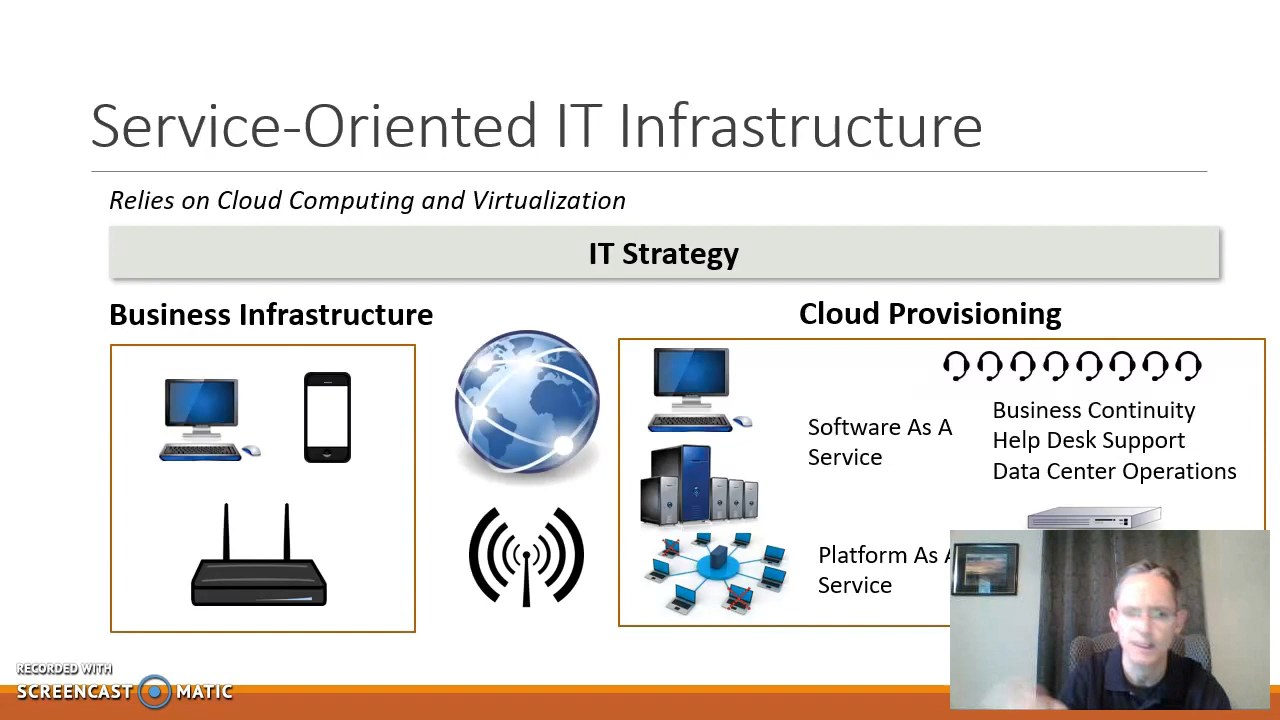 Service-Oriented IT Infrastructure
Relies on Cloud Computing and Virtualization
IT Strategy
Business Infrastructure
Cloud Provisioning
Software As A
Service
Business Continuity
Help Desk Support
Data Center Operations
Platform As A
Service
RECORDED WITH
SCREENCAST MATIC